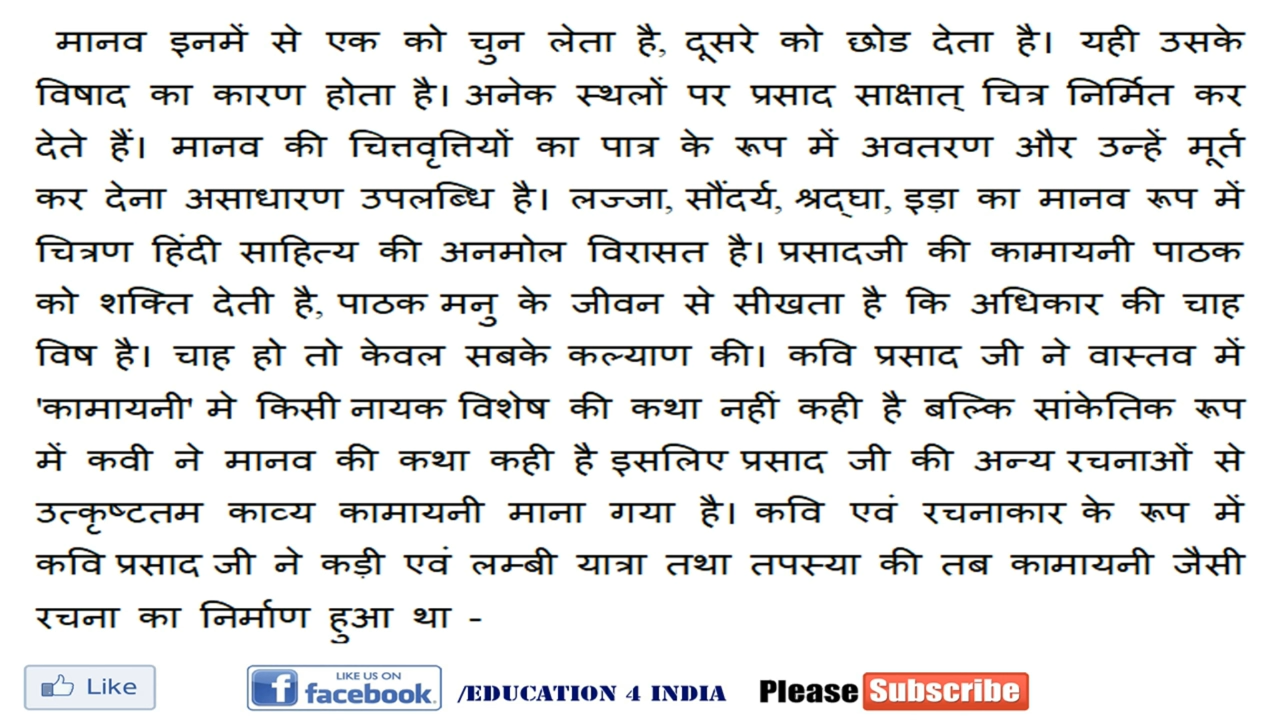 मानव इनमें से एक को चुन लेता है, दूसरे को छोड देता है। यही उसके
विषाद का कारण होता है। अनेक स्थलों पर प्रसाद साक्षात् चित्र निर्मित कर
देते हैं। मानव की चित्तवृत्तियों का पात्र के रूप में अवतरण और उन्हें मूर्त
कर देना असाधारण उपलब्धि है। लज्जा, सौंदर्य, श्रद्घा, इड़ा का मानव रूप में
चित्रण हिंदी साहित्य की अनमोल विरासत है। प्रसादजी की कामायनी पाठक
को शक्ति देती है, पाठक मनु के जीवन से सीखता है कि अधिकार की चाह
विष है। चाह हो तो केवल सबके कल्याण की। कवि प्रसाद जी ने वास्तव में
'कामायनी' मे किसी नायक विशेष की कथा नहीं कही है बल्कि सांकेतिक रूप
में कवी ने मानव की कथा कही है इसलिए प्रसाद जी की अन्य रचनाओं से
उत्कृष्टतम काव्य कामायनी माना गया है। कवि एवं रचनाकार के रूप में
कवि प्रसाद जी ने कड़ी एवं लम्बी यात्रा तथा तपस्या की तब कामायनी जैसी
रचना का निर्माण हुआ था -
Like
LIKE US ON
facebook.
/EDUCATION 4 INDIA
Please Subscribe